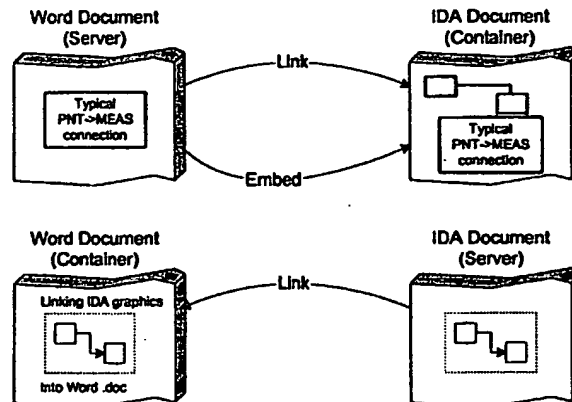 Word Document
(Server)
IDA Document
(Container)
Link
Typical
PNT->MEAS
connection
Typical
PNT->MEAS
connection
Embed
Word Document
(Container)
IDA Document
(Server)
Link
Linking IDA graphics
Into Word .doc